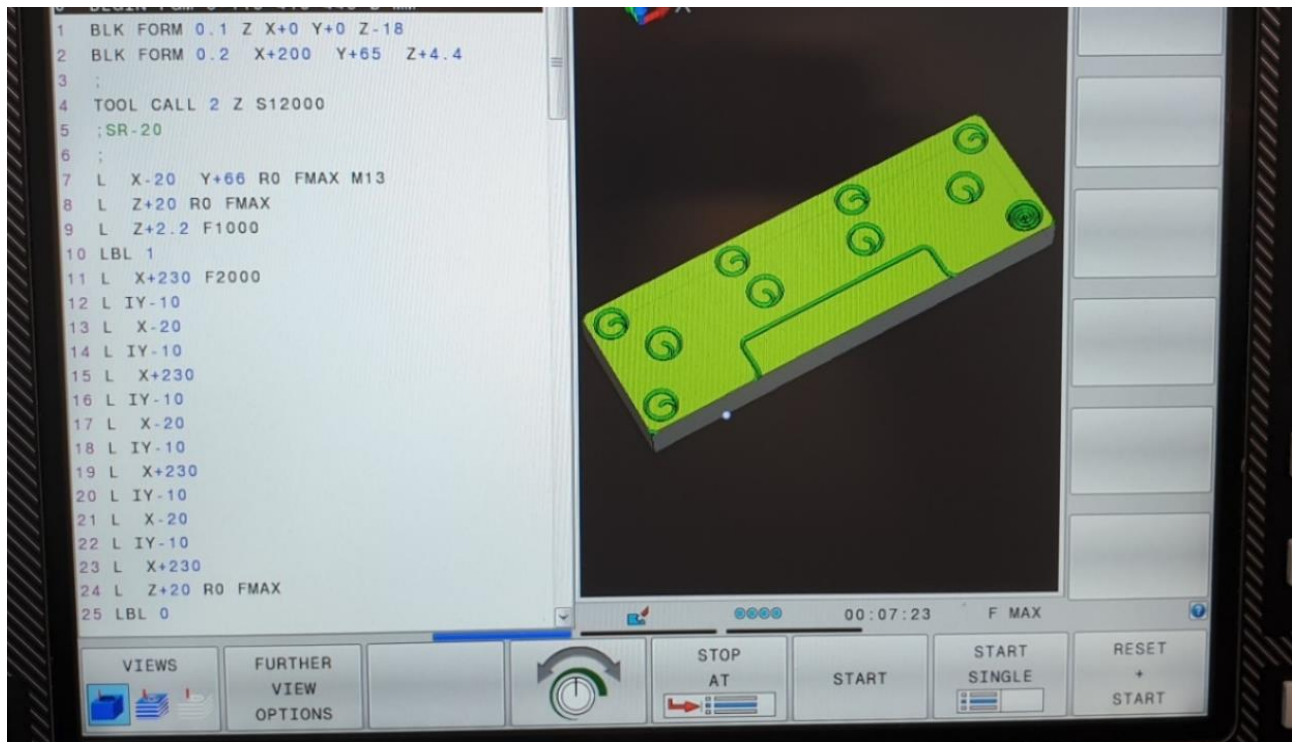 1 BLK FORM 0.1 Z X+0 Y+0 Z-18
2 BLK FORM 0.2 X+200 Y+65 Z+4.4
3 ;
4 TOOL CALL 2 Z S12000
5 ;SR-20
6 ;
7 L X-20 Y+66 R0 FMAX M13
8 L Z+20 R0 FMAX
9 L Z+2.2 F1000
10 LBL 1
11 L X+230 F2000
12 L IY-10
13 L X-20
14 L IY-10
15 L X+230
16 L IY-10
17 L X-20
18 L IY-10
19 L X+230
20 L IY-10
21 L X-20
22 L IY-10
23 L X+230
24 L Z+20 R0 FMAX
25 LBL 0
00:07:23 F MAX
VIEWS
FURTHER
VIEW
OPTIONS
STOP
AT
START
START
SINGLE
RESET
+
START